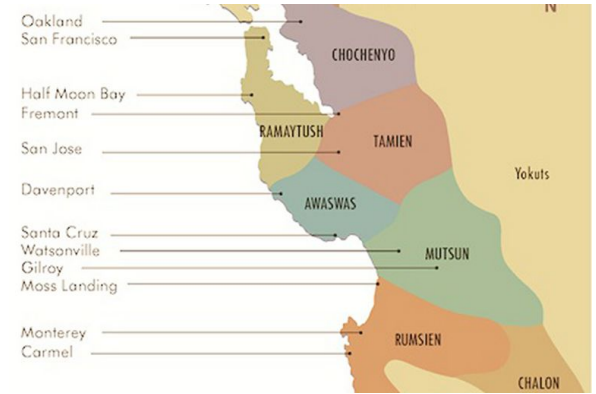 N
Oakland
San Francisco
CHOCHENYO
Half Moon Bay
Fremont
RAMAYTUSH
TAMIEN
San Jose
Yokuts
Davenport
AWASWAS
Santa Cruz
Watsonville
MUTSUN
Gilroy
Moss Landing
Monterey
RUMSIEN
Carmel
CHALON